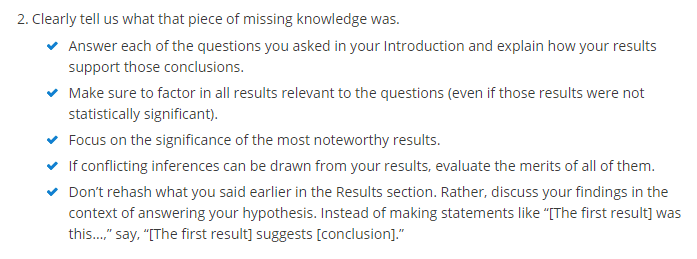 2. Clearly tell us what that piece of missing knowledge was.
Answer each of the questions you asked in your Introduction and explain how your results
support those conclusions.
Make sure to factor in all results relevant to the questions (even if those results were not
statistically significant).
Focus on the significance of the most noteworthy results.
If conflicting inferences can be drawn from your results, evaluate the merits of all of them.
Don’t rehash what you said earlier in the Results section. Rather, discuss your findings in the
context of answering your hypothesis. Instead of making statements like “[The first result] was
this...,” say, “[The first result] suggests [conclusion].”